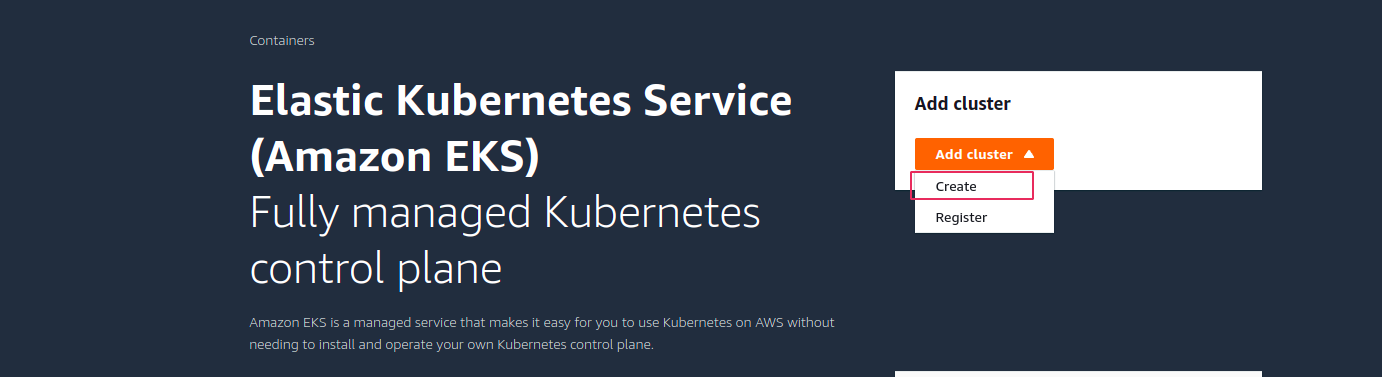 Containers
Elastic Kubernetes Service
(Amazon EKS)
Fully managed Kubernetes
control plane
Amazon EKS is a managed service that makes it easy for you to use Kubernetes on AWS without
needing to install and operate your own Kubernetes control plane.
Add cluster
Add cluster
Create
Register